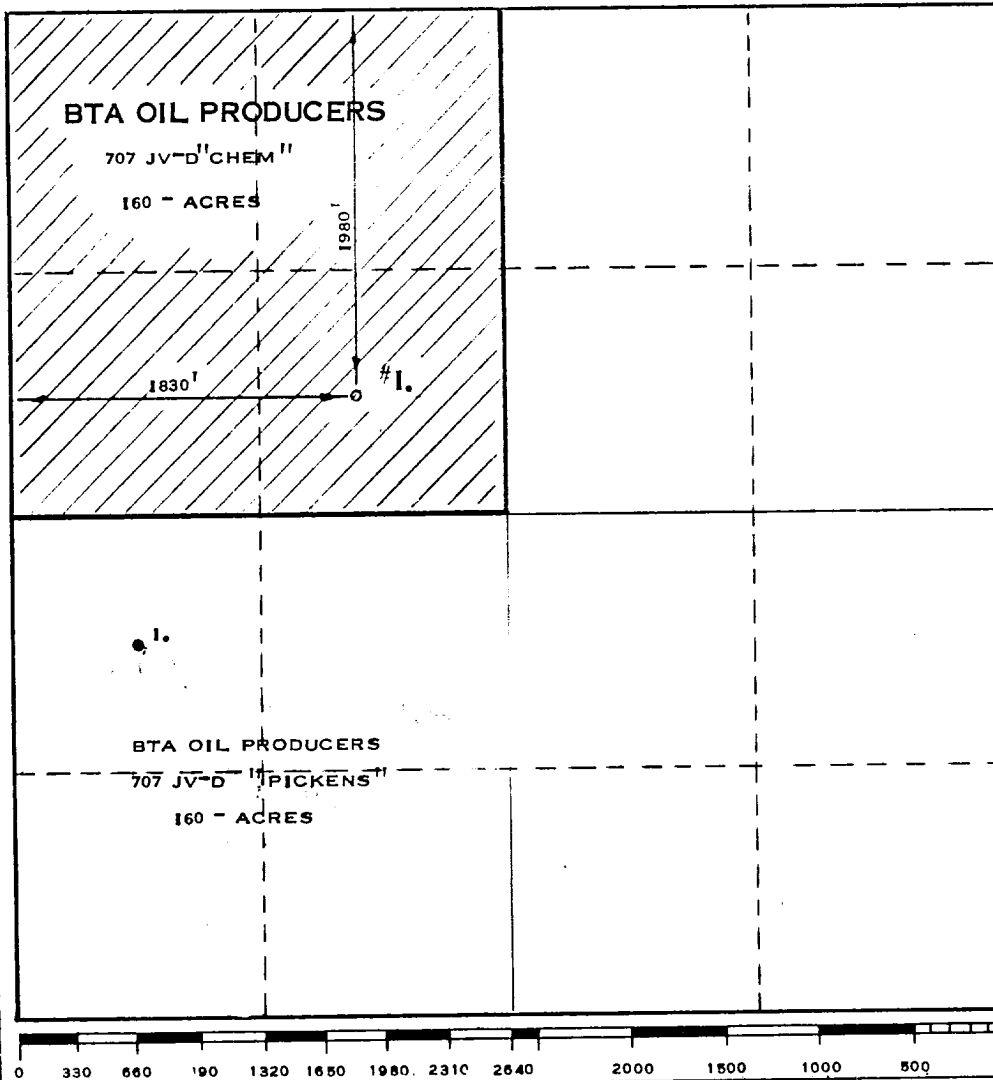 BTA OIL PRODUCERS
707 JV-D "CHEM"
160 - ACRES
1980'
1830'
#1.
1.
BTA OIL PRODUCERS
707 JV-D "PICKENS"
160 - ACRES
0 330 660 190 1320 1650 1980. 2310 2640 2000 1500 1000 500